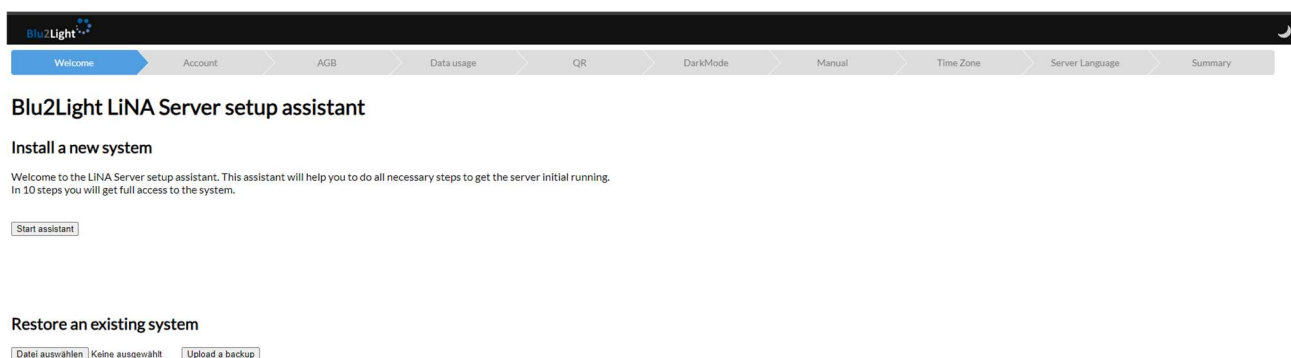 Blu2Light
Welcome Account AGB Data usage QR DarkMode Manual Time Zone Server Language Summary
Blu2Light LiNA Server setup assistant
Install a new system
Welcome to the LiNA Server setup assistant. This assistant will help you to do all necessary steps to get the server initial running.
In 10 steps you will get full access to the system.
Start assistant
Restore an existing system
Datei auswählen Keine ausgewählt Upload a backup